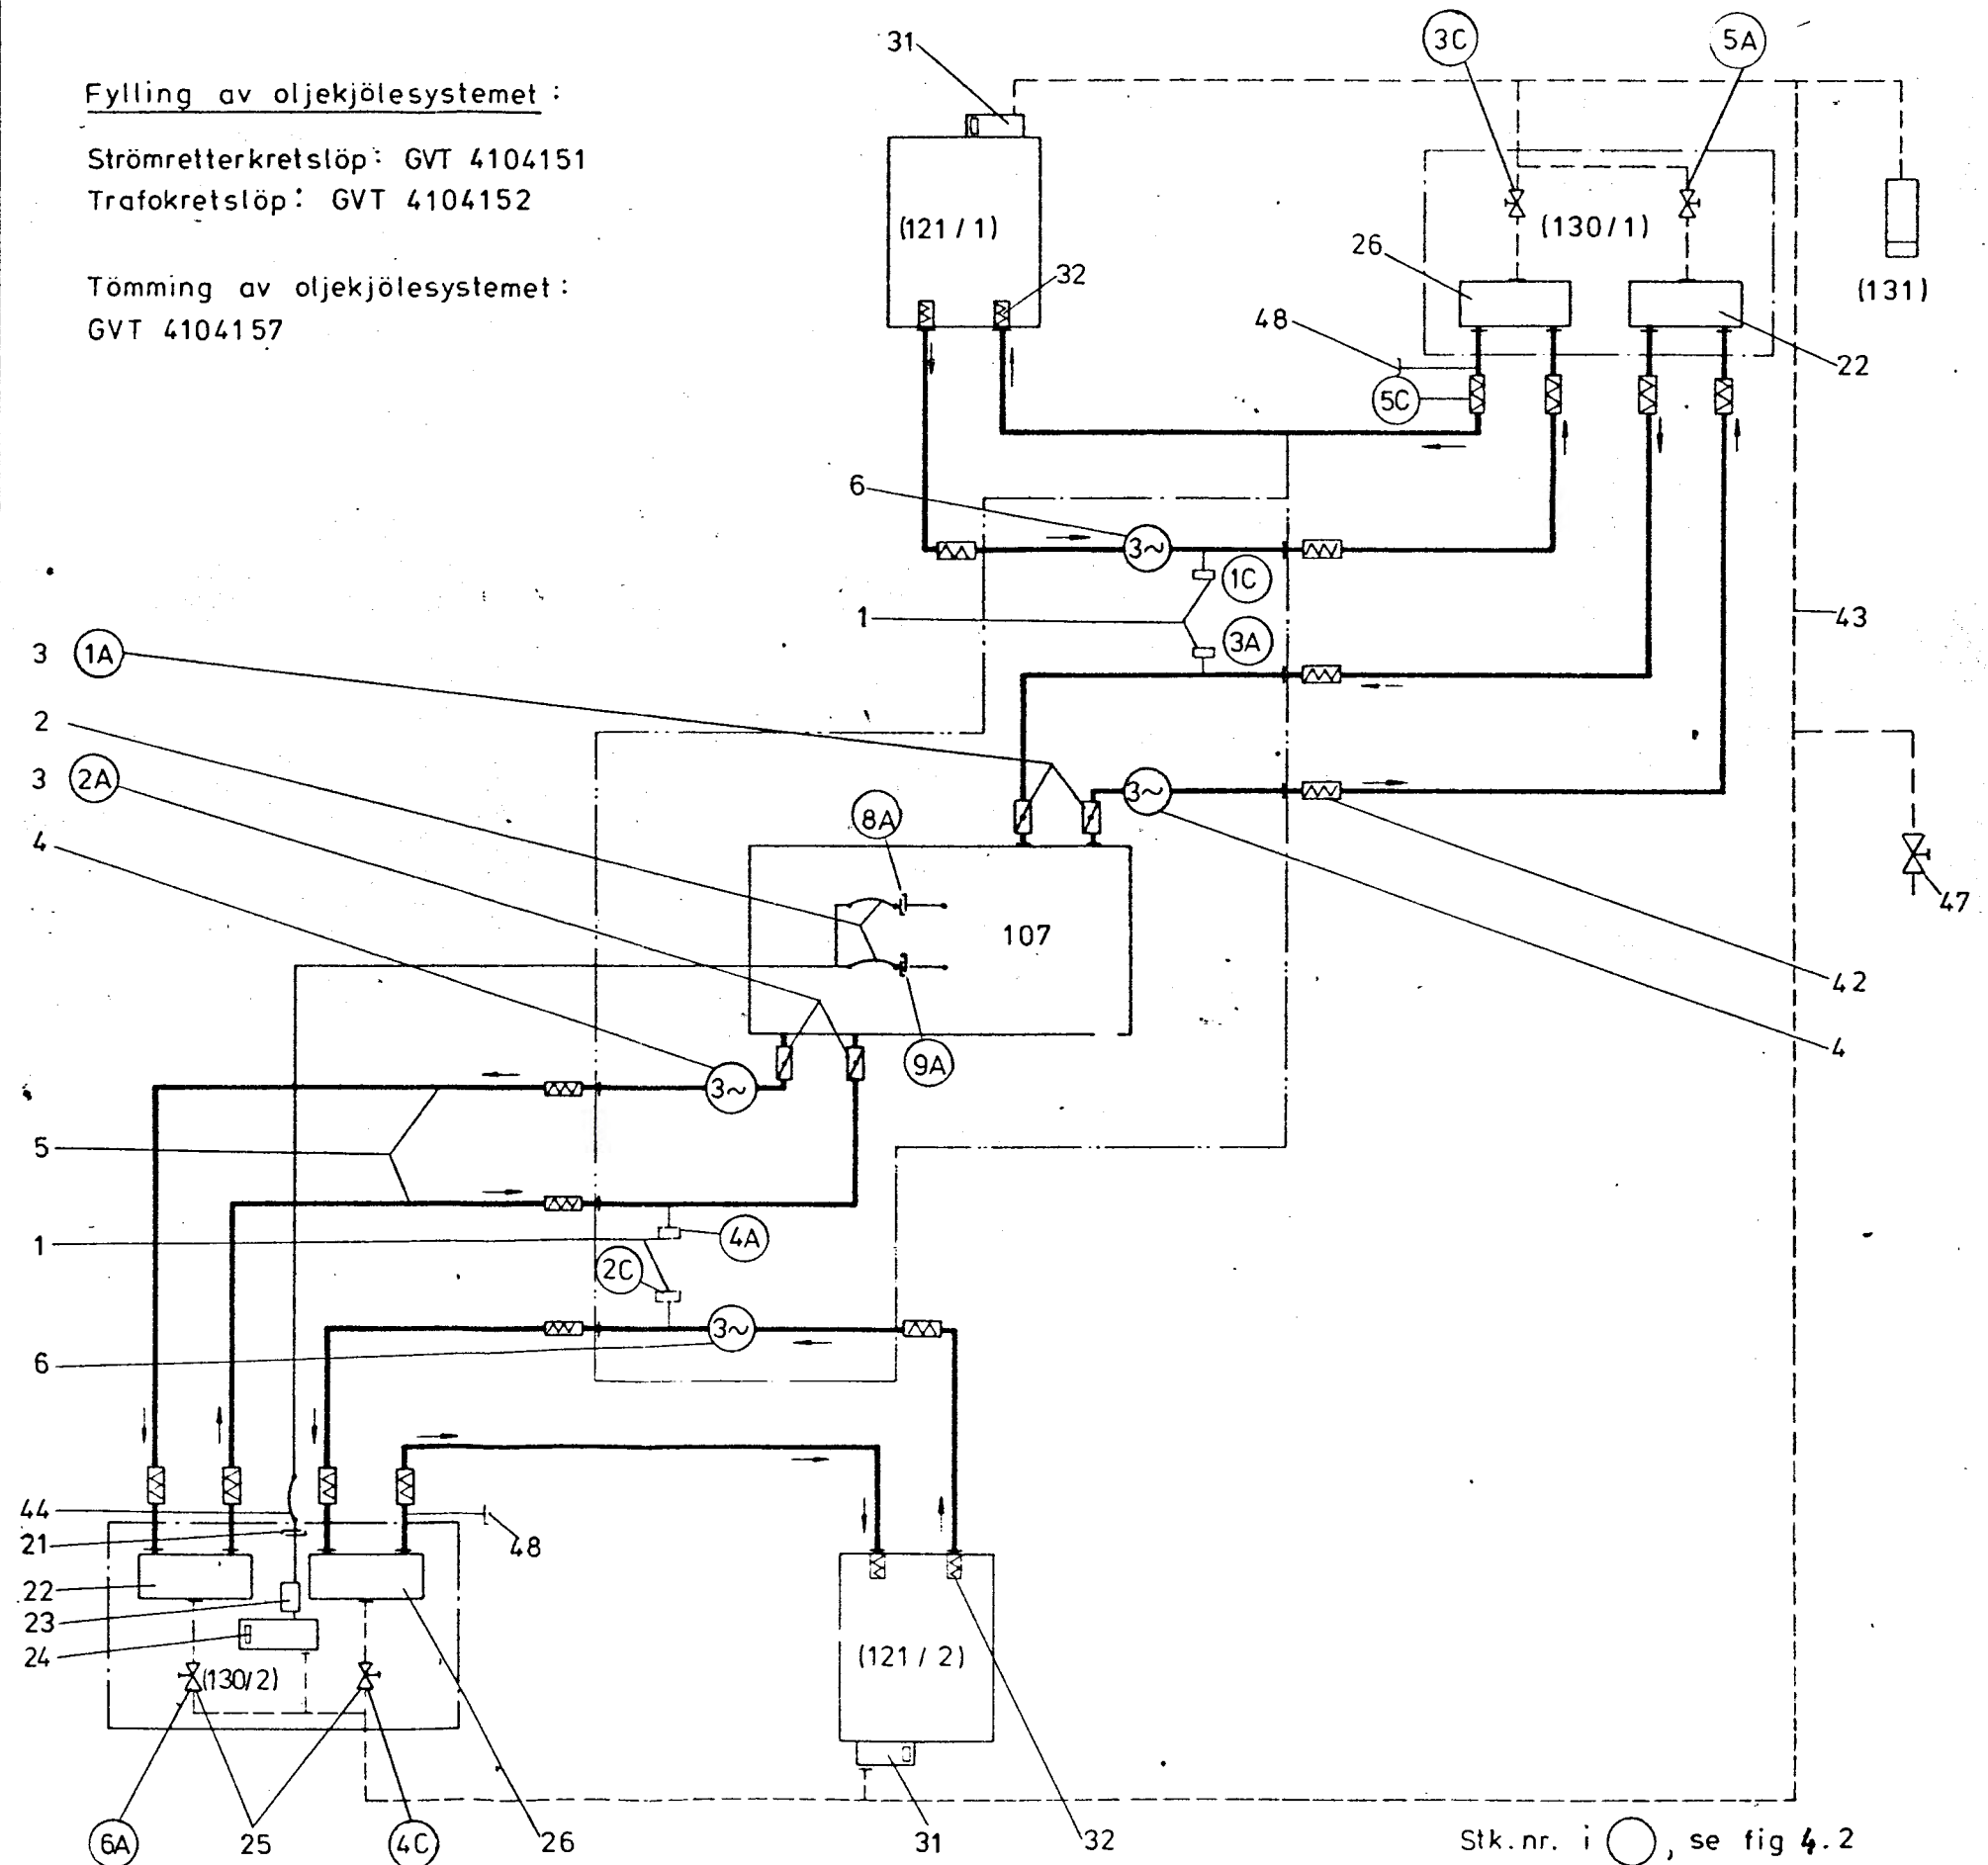 Fylling av oljekjölesystemet :
Strömretterkretslöp: GVT 4104151
Trafokretslöp: GVT 4104152
Tömming av oljekjölesystemet:
GVT 4104157
31
3C
5A
(121 / 1)
32
(130/1)
26
(131)
48
22
5C
6
3~
1C
1
3A
43
3 1A
2
3 2A
3~
4
8A
107
47
42
9A
4
3~
5
1
4A
2C
3~
6
44
21
48
22
23
24
(130/2)
(121 / 2)
6A
25
4C
26
31
32
Stk.nr. i , se fig 4.2